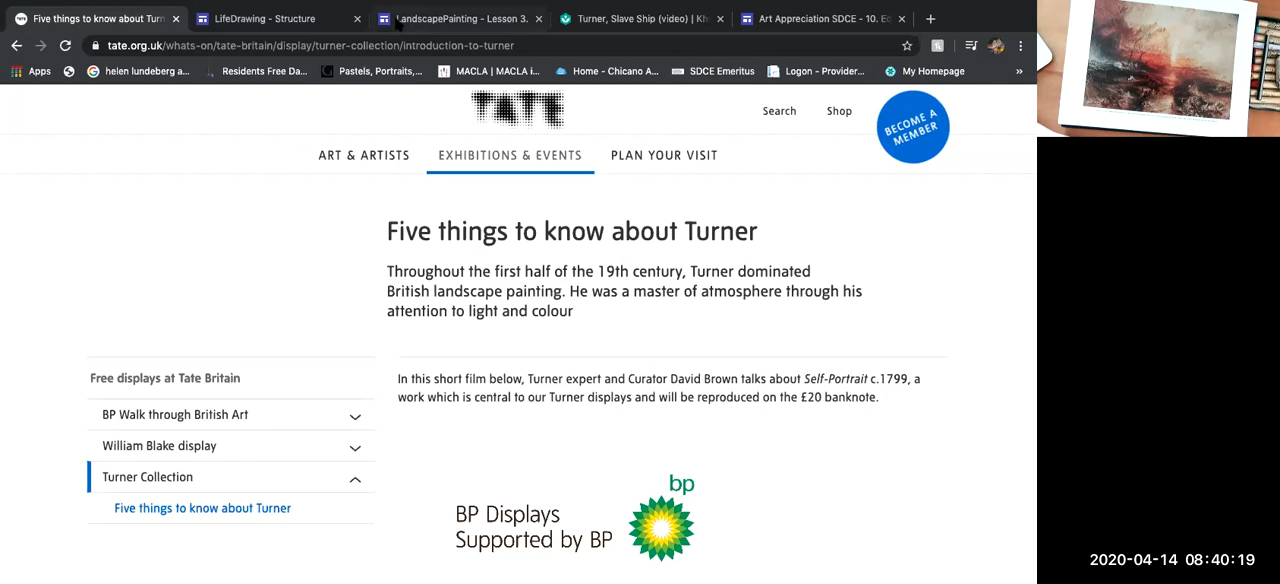 Five things to know about Turn
LifeDrawing - Structure
LandscapePainting - Lesson 3.
Turner, Slave Ship (video) | Kh
Art Appreciation SDCE - 10. Ed
tate.org.uk/whats-on/tate-britain/display/turner-collection/introduction-to-turner
Apps
helen lundeberg a...
Residents Free Da...
Pastels, Portraits,...
MACLA | MACLA i...
Home - Chicano A...
SDCE Emeritus
Logon - Provider...
My Homepage
»
TATE
Search
Shop
BECOME A
MEMBER
ART & ARTISTS
EXHIBITIONS & EVENTS
PLAN YOUR VISIT
Five things to know about Turner
Throughout the first half of the 19th century, Turner dominated
British landscape painting. He was a master of atmosphere through his
attention to light and colour
Free displays at Tate Britain
BP Walk through British Art
William Blake display
Turner Collection
Five things to know about Turner
In this short film below, Turner expert and Curator David Brown talks about Self-Portrait c.1799, a
work which is central to our Turner displays and will be reproduced on the £20 banknote.
bp
BP Displays
Supported by BP
2020-04-14 08:40:19